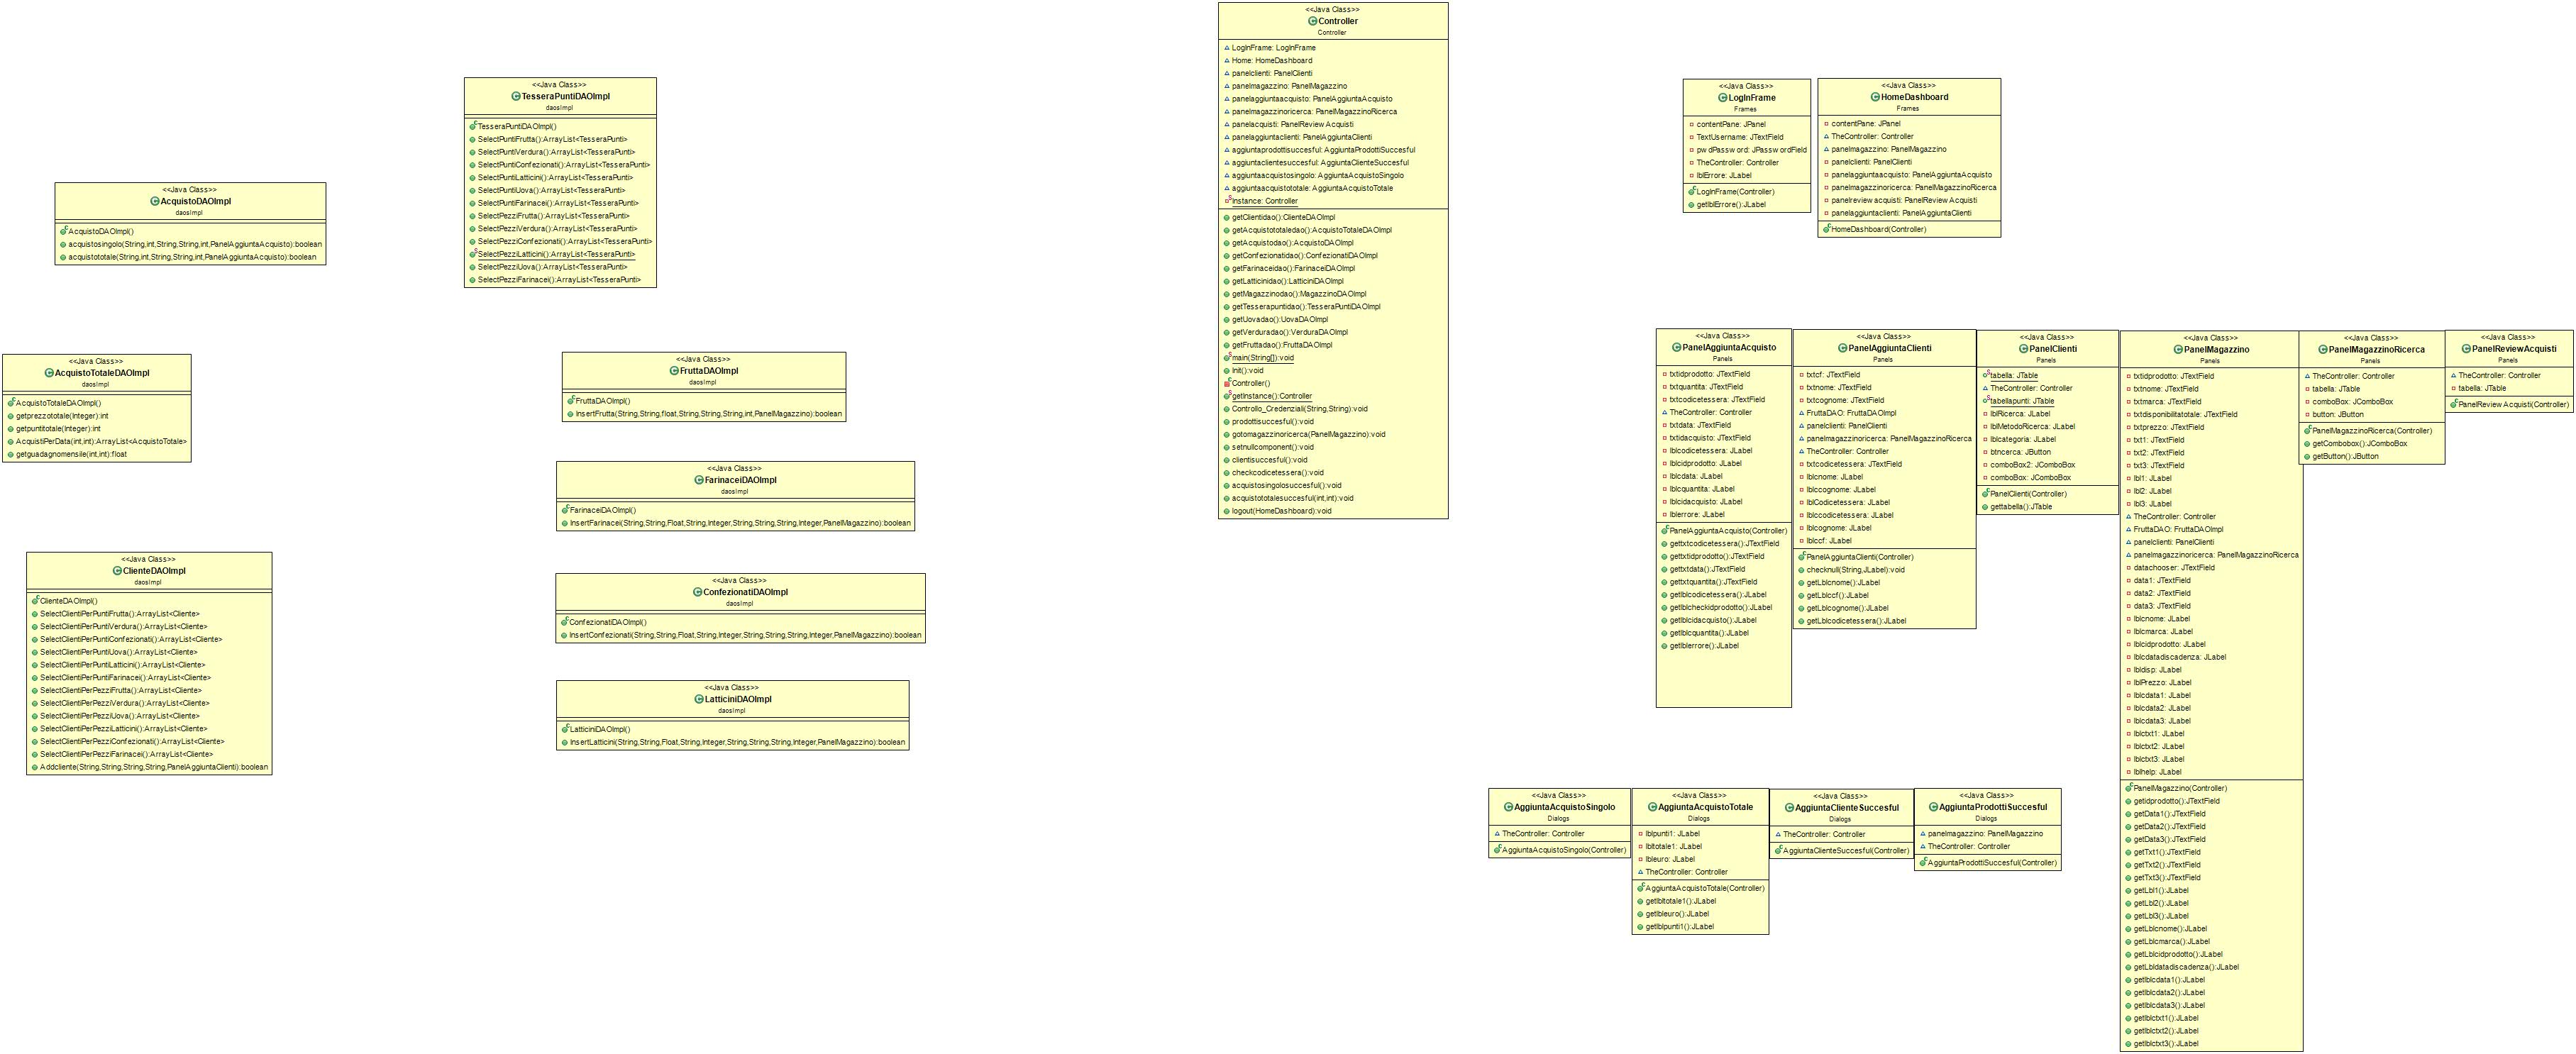 <<Java Class>>
AcquistoDAOImpl
daosImpl
AcquistoDAOImpl()
acquistosingolo(String,int,String,String,int,PanelAggiuntaAcquisto):boolean
acquistototale(String,int,String,String,int,PanelAggiuntaAcquisto):boolean
<<Java Class>>
AcquistoTotaleDAOImpl
daosImpl
AcquistoTotaleDAOImpl()
getprezzototale(Integer):int
getpuntitotale(Integer):int
AcquistiPerData(int,int):ArrayList<AcquistoTotale>
getguadagnomensile(int,int):float
<<Java Class>>
ClienteDAOImpl
daosImpl
ClienteDAOImpl()
SelectClientiPerPuntiFrutta():ArrayList<Cliente>
SelectClientiPerPuntiVerdura():ArrayList<Cliente>
SelectClientiPerPuntiConfezionati():ArrayList<Cliente>
SelectClientiPerPuntiUova():ArrayList<Cliente>
SelectClientiPerPuntiLatticini():ArrayList<Cliente>
SelectClientiPerPuntiFarinacei():ArrayList<Cliente>
SelectClientiPerPezziFrutta():ArrayList<Cliente>
SelectClientiPerPezziVerdura():ArrayList<Cliente>
SelectClientiPerPezziUova():ArrayList<Cliente>
SelectClientiPerPezziLatticini():ArrayList<Cliente>
SelectClientiPerPezziConfezionati():ArrayList<Cliente>
SelectClientiPerPezziFarinacei():ArrayList<Cliente>
Addcliente(String,String,String,String,PanelAggiuntaClienti):boolean
<<Java Class>>
TesseraPuntiDAOImpl
daosImpl
TesseraPuntiDAOImpl()
SelectPuntiFrutta():ArrayList<TesseraPunti>
SelectPuntiVerdura():ArrayList<TesseraPunti>
SelectPuntiConfezionati():ArrayList<TesseraPunti>
SelectPuntiLatticini():ArrayList<TesseraPunti>
SelectPuntiUova():ArrayList<TesseraPunti>
SelectPuntiFarinacei():ArrayList<TesseraPunti>
SelectPezziFrutta():ArrayList<TesseraPunti>
SelectPezziVerdura():ArrayList<TesseraPunti>
SelectPezziConfezionati():ArrayList<TesseraPunti>
SelectPezziLatticini():ArrayList<TesseraPunti>
SelectPezziUova():ArrayList<TesseraPunti>
SelectPezziFarinacei():ArrayList<TesseraPunti>
<<Java Class>>
FruttaDAOImpl
daosImpl
FruttaDAOImpl()
InsertFrutta(String,String,float,String,String,String,int,PanelMagazzino):boolean
<<Java Class>>
FarinaceiDAOImpl
daosImpl
FarinaceiDAOImpl()
InsertFarinacei(String,String,Float,String,Integer,String,String,String,Integer,PanelMagazzino):boolean
<<Java Class>>
ConfezionatiDAOImpl
daosImpl
ConfezionatiDAOImpl()
InsertConfezionati(String,String,Float,String,Integer,String,String,String,Integer,PanelMagazzino):boolean
<<Java Class>>
LatticiniDAOImpl
daosImpl
LatticiniDAOImpl()
InsertLatticini(String,String,Float,String,Integer,String,String,String,Integer,PanelMagazzino):boolean
<<Java Class>>
Controller
Controller
LogInFrame: LogInFrame
Home: HomeDashboard
panelclienti: PanelClienti
panelmagazzino: PanelMagazzino
panelaggiuntaacquisto: PanelAggiuntaAcquisto
panelmagazzinoricerca: PanelMagazzinoRicerca
panelacquisti: PanelReview Acquisti
panelaggiuntaclienti: PanelAggiuntaClienti
aggiuntaprodottisuccesful: AggiuntaProdottiSuccesful
aggiuntaclientesuccesful: AggiuntaClienteSuccesful
aggiuntaacquistosingolo: AggiuntaAcquistoSingolo
aggiuntaacquistototale: AggiuntaAcquistoTotale
instance: Controller
getClientidao():ClienteDAOImpl
getAcquistototaledao():AcquistoTotaleDAOImpl
getAcquistodao():AcquistoDAOImpl
getConfezionatidao():ConfezionatiDAOImpl
getFarinaceidao():FarinaceiDAOImpl
getLatticinidao():LatticiniDAOImpl
getMagazzinodao():MagazzinoDAOImpl
getTesserapuntidao():TesseraPuntiDAOImpl
getUovadao():UovaDAOImpl
getVerduradao():VerduraDAOImpl
getFruttadao():FruttaDAOImpl
main(String[]):void
Init():void
Controller()
getInstance():Controller
Controllo_Credenziali(String,String):void
prodottisuccesful():void
gotomagazzinoricerca(PanelMagazzino):void
setnullcomponent():void
clientisuccesful():void
checkcodicetessera():void
acquistosingolosuccesful():void
acquistototalesuccesful(int,int):void
logout(HomeDashboard):void
<<Java Class>>
LogInFrame
Frames
contentPane: JPanel
TextUsername: JTextField
pw dPassw ord: JPassw ordField
TheController: Controller
lblErrore: JLabel
LogInFrame(Controller)
getlblErrore():JLabel
<<Java Class>>
HomeDashboard
Frames
contentPane: JPanel
TheController: Controller
panelmagazzino: PanelMagazzino
panelclienti: PanelClienti
panelaggiuntaacquisto: PanelAggiuntaAcquisto
panelmagazzinoricerca: PanelMagazzinoRicerca
panelreview acquisti: PanelReview Acquisti
panelaggiuntaclienti: PanelAggiuntaClienti
HomeDashboard(Controller)
<<Java Class>>
PanelAggiuntaAcquisto
Panels
txtidprodotto: JTextField
txtquantita: JTextField
txtcodicetessera: JTextField
TheController: Controller
txtdata: JTextField
txtidacquisto: JTextField
lblcodicetessera: JLabel
lblcidprodotto: JLabel
lblcdata: JLabel
lblcquantita: JLabel
lblcidacquisto: JLabel
lblerrore: JLabel
PanelAggiuntaAcquisto(Controller)
gettxtcodicetessera():JTextField
gettxtidprodotto():JTextField
gettxtdata():JTextField
gettxtquantita():JTextField
getlblcodicetessera():JLabel
getlblcheckidprodotto():JLabel
getlblcidacquisto():JLabel
getlblcquantita():JLabel
getlblerrore():JLabel
<<Java Class>>
PanelAggiuntaClienti
Panels
txtcf: JTextField
txtnome: JTextField
txtcognome: JTextField
FruttaDAO: FruttaDAOImpl
panelclienti: PanelClienti
panelmagazzinoricerca: PanelMagazzinoRicerca
TheController: Controller
txtcodicetessera: JTextField
lblcnome: JLabel
lblccognome: JLabel
lblCodicetessera: JLabel
lblccodicetessera: JLabel
lblcognome: JLabel
lblccf: JLabel
PanelAggiuntaClienti(Controller)
checknull(String,JLabel):void
getLblcnome():JLabel
getLblccf():JLabel
getLblcognome():JLabel
getLblcodicetessera():JLabel
<<Java Class>>
PanelClienti
Panels
tabella: JTable
TheController: Controller
tabellapunti: JTable
lblRicerca: JLabel
lblMetodoRicerca: JLabel
lblcategoria: JLabel
btncerca: JButton
comboBox2: JComboBox
comboBox: JComboBox
PanelClienti(Controller)
gettabella():JTable
<<Java Class>>
PanelMagazzino
Panels
txtidprodotto: JTextField
txtnome: JTextField
txtmarca: JTextField
txtdisponibilitatotale: JTextField
txtprezzo: JTextField
txt1: JTextField
txt2: JTextField
txt3: JTextField
lbl1: JLabel
lbl2: JLabel
lbl3: JLabel
TheController: Controller
FruttaDAO: FruttaDAOImpl
panelclienti: PanelClienti
panelmagazzinoricerca: PanelMagazzinoRicerca
datachooser: JTextField
data1: JTextField
data2: JTextField
data3: JTextField
lblcnome: JLabel
lblcmarca: JLabel
lblcidprodotto: JLabel
lblcdatadiscadenza: JLabel
lbldisp: JLabel
lblPrezzo: JLabel
lblcdata1: JLabel
lblcdata2: JLabel
lblcdata3: JLabel
lblctxt1: JLabel
lblctxt2: JLabel
lblctxt3: JLabel
lblhelp: JLabel
PanelMagazzino(Controller)
getidprodotto():JTextField
getData1():JTextField
getData2():JTextField
getData3():JTextField
getTxt1():JTextField
getTxt2():JTextField
getTxt3():JTextField
getLbl1():JLabel
getLbl2():JLabel
getLbl3():JLabel
getLblcnome():JLabel
getLblcmarca():JLabel
getLblcidprodotto():JLabel
getLbldatadiscadenza():JLabel
getlblcdata1():JLabel
getlblcdata2():JLabel
getlblcdata3():JLabel
getlblctxt1():JLabel
getlblctxt2():JLabel
getlblctxt3():JLabel
<<Java Class>>
PanelMagazzinoRicerca
Panels
TheController: Controller
tabella: JTable
comboBox: JComboBox
button: JButton
PanelMagazzinoRicerca(Controller)
getCombobox():JComboBox
getButton():JButton
<<Java Class>>
PanelReviewAcquisti
Panels
TheController: Controller
tabella: JTable
PanelReview Acquisti(Controller)
<<Java Class>>
AggiuntaAcquistoSingolo
Dialogs
TheController: Controller
AggiuntaAcquistoSingolo(Controller)
<<Java Class>>
AggiuntaAcquistoTotale
Dialogs
lblpunti1: JLabel
lbltotale1: JLabel
lbleuro: JLabel
TheController: Controller
AggiuntaAcquistoTotale(Controller)
getlbltotale1():JLabel
getlbleuro():JLabel
getlblpunti1():JLabel
<<Java Class>>
AggiuntaClienteSuccesful
Dialogs
TheController: Controller
AggiuntaClienteSuccesful(Controller)
<<Java Class>>
AggiuntaProdottiSuccesful
Dialogs
panelmagazzino: PanelMagazzino
TheController: Controller
AggiuntaProdottiSuccesful(Controller)